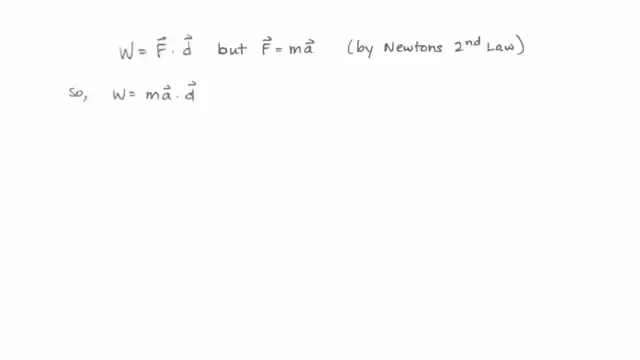 W = F⃗ · d⃗ but F⃗ = ma⃗ (by Newtons 2nd Law)
So, W = ma⃗ · d⃗